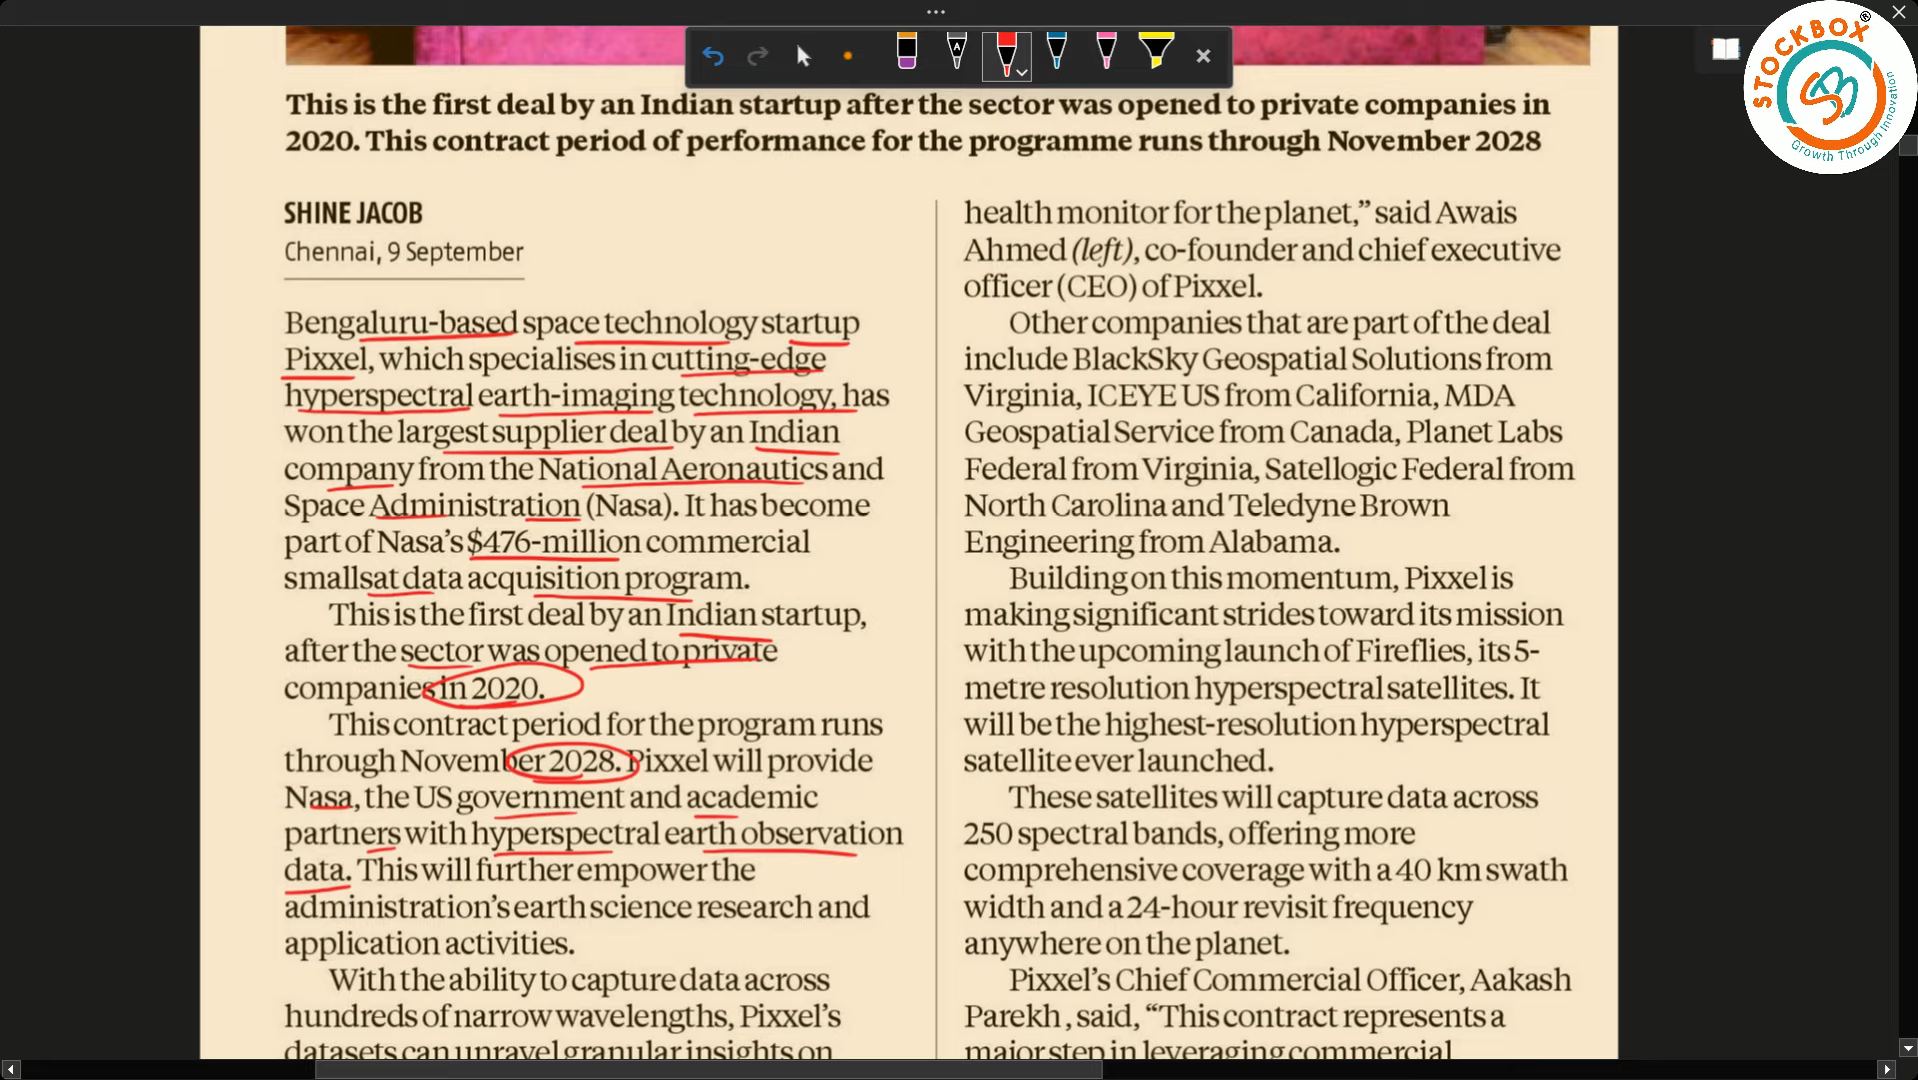 This is the first deal by an Indian startup after the sector was opened to private companies in
2020. This contract period of performance for the programme runs through November 2028
SHINE JACOB
Chennai, 9 September
Bengaluru-based space technology startup
Pixxel, which specialises in cutting-edge
hyperspectral earth-imaging technology, has
won the largest supplier deal by an Indian
company from the National Aeronautics and
Space Administration (Nasa). It has become
part of Nasa’s $476-million commercial
smallsat data acquisition program.
This is the first deal by an Indian startup,
after the sector was opened to private
companies in 2020.
This contract period for the program runs
through November 2028. Pixxel will provide
Nasa, the US government and academic
partners with hyperspectral earth observation
data. This will further empower the
administration’s earth science research and
application activities.
With the ability to capture data across
hundreds of narrow wavelengths, Pixxel’s
datasets can unravel granular insights on
health monitor for the planet,” said Awais
Ahmed (left), co-founder and chief executive
officer (CEO) of Pixxel.
Other companies that are part of the deal
include BlackSky Geospatial Solutions from
Virginia, ICEYE US from California, MDA
Geospatial Service from Canada, Planet Labs
Federal from Virginia, Satellogic Federal from
North Carolina and Teledyne Brown
Engineering from Alabama.
Building on this momentum, Pixxel is
making significant strides toward its mission
with the upcoming launch of Fireflies, its 5-
metre resolution hyperspectral satellites. It
will be the highest-resolution hyperspectral
satellite ever launched.
These satellites will capture data across
250 spectral bands, offering more
comprehensive coverage with a 40 km swath
width and a 24-hour revisit frequency
anywhere on the planet.
Pixxel’s Chief Commercial Officer, Aakash
Parekh , said, “This contract represents a
major step in leveraging commercial
STOCKBOX®
Growth Through Innovation
A